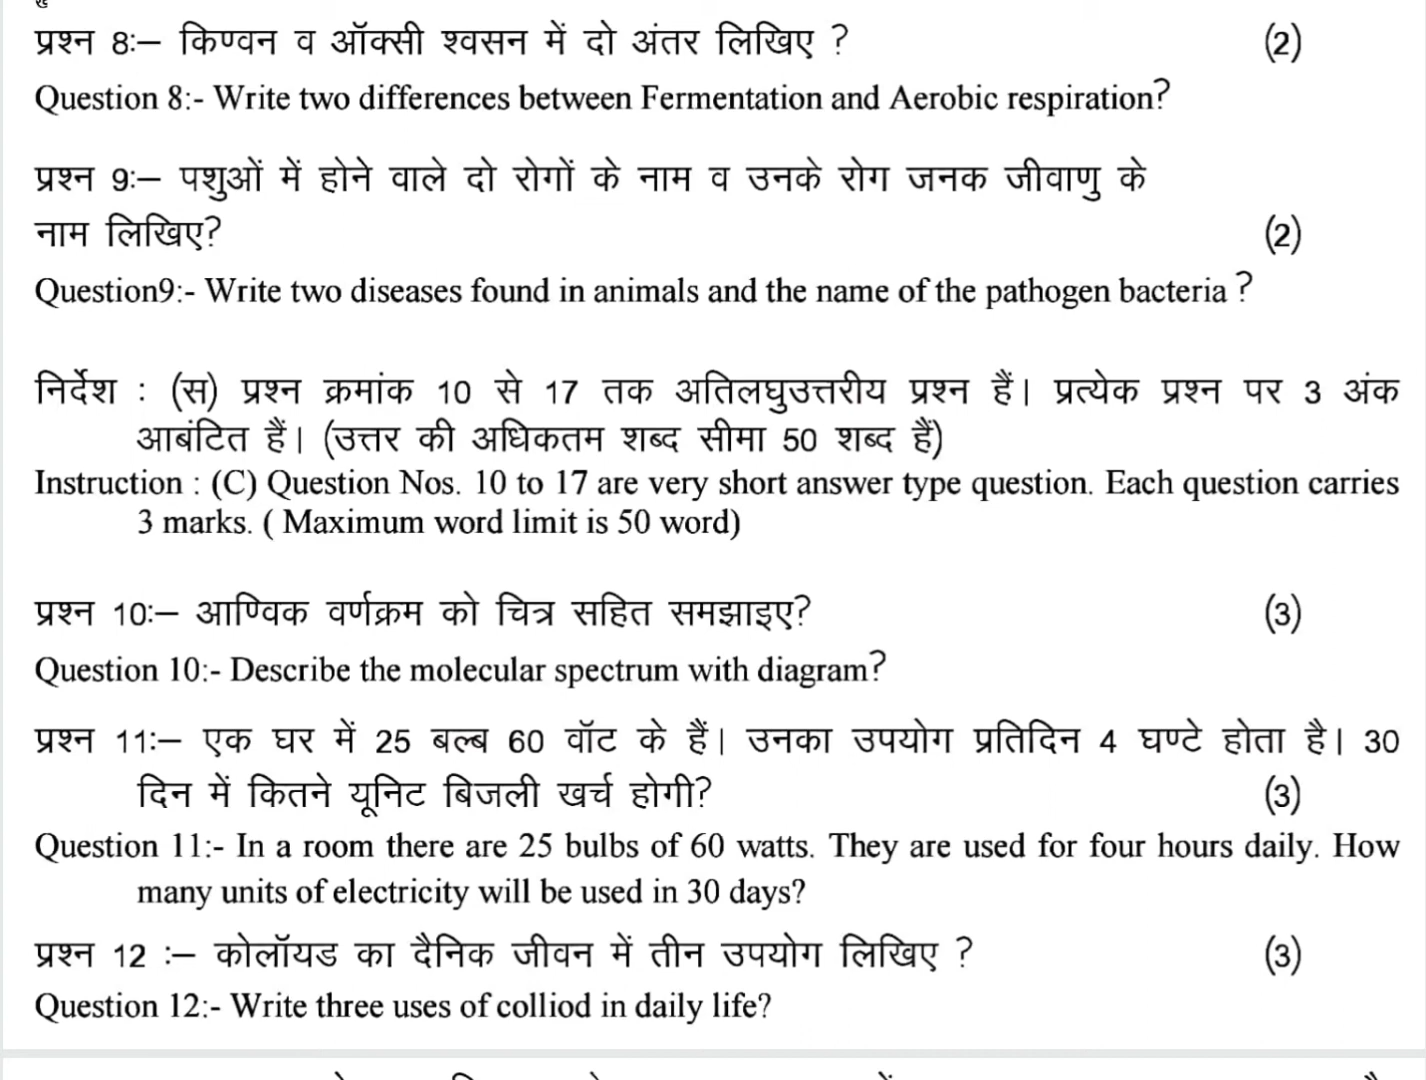 प्रश्न 8:— किण्वन व ऑक्सी श्वसन में दो अंतर लिखिए ? (2)
Question 8:- Write two differences between Fermentation and Aerobic respiration?
प्रश्न 9:— पशुओं में होने वाले दो रोगों के नाम व उनके रोग जनक जीवाणु के
नाम लिखिए? (2)
Question9:- Write two diseases found in animals and the name of the pathogen bacteria ?
निर्देश : (स) प्रश्न क्रमांक 10 से 17 तक अतिलघुउत्तरीय प्रश्न हैं। प्रत्येक प्रश्न पर 3 अंक
आबंटित हैं। (उत्तर की अधिकतम शब्द सीमा 50 शब्द हैं)
Instruction : (C) Question Nos. 10 to 17 are very short answer type question. Each question carries
3 marks. ( Maximum word limit is 50 word)
प्रश्न 10:— आण्विक वर्णक्रम को चित्र सहित समझाइए? (3)
Question 10:- Describe the molecular spectrum with diagram?
प्रश्न 11:— एक घर में 25 बल्ब 60 वॉट के हैं। उनका उपयोग प्रतिदिन 4 घण्टे होता है। 30
दिन में कितने यूनिट बिजली खर्च होगी? (3)
Question 11:- In a room there are 25 bulbs of 60 watts. They are used for four hours daily. How
many units of electricity will be used in 30 days?
प्रश्न 12 :— कोलॉयड का दैनिक जीवन में तीन उपयोग लिखिए ? (3)
Question 12:- Write three uses of colliod in daily life?